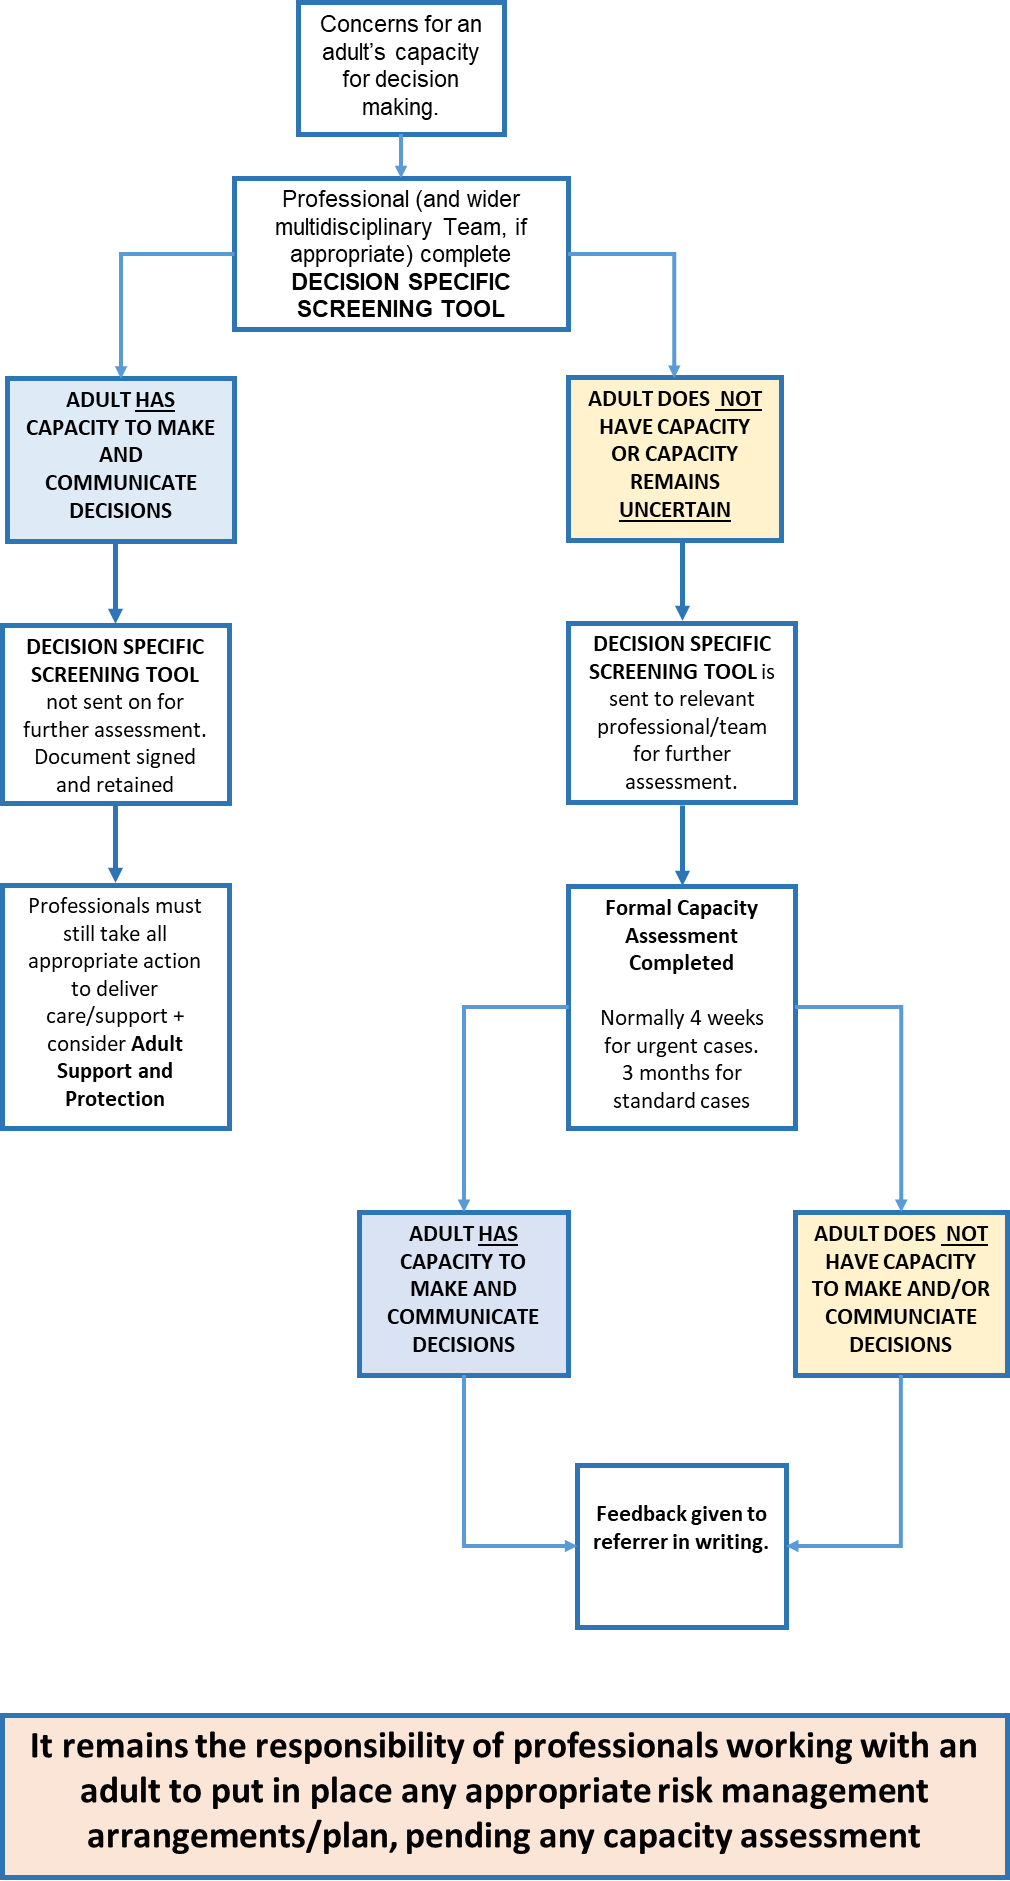 Concerns for an
adult's capacity
for decision
making.
Professional (and wider
multidisciplinary Team, if
appropriate) complete
DECISION SPECIFIC
SCREENING TOOL
ADULT HAS
CAPACITY TO MAKE
AND
COMMUNICATE
DECISIONS
ADULT DOES NOT
HAVE CAPACITY
OR CAPACITY
REMAINS
UNCERTAIN
DECISION SPECIFIC
SCREENING TOOL
not sent on for
further assessment.
Document signed
and retained
DECISION SPECIFIC
SCREENING TOOL is
sent to relevant
professional/team
for further
assessment.
Professionals must
still take all
appropriate action
to deliver
care/support +
consider Adult
Support and
Protection
Formal Capacity
Assessment
Completed
Normally 4 weeks
for urgent cases.
3 months for
standard cases
ADULT HAS
CAPACITY TO
MAKE AND
COMMUNICATE
DECISIONS
ADULT DOES NOT
HAVE CAPACITY
TO MAKE AND/OR
COMMUNCIATE
DECISIONS
Feedback given to
referrer in writing.
It remains the responsibility of professionals working with an
adult to put in place any appropriate risk management
arrangements/plan, pending any capacity assessment